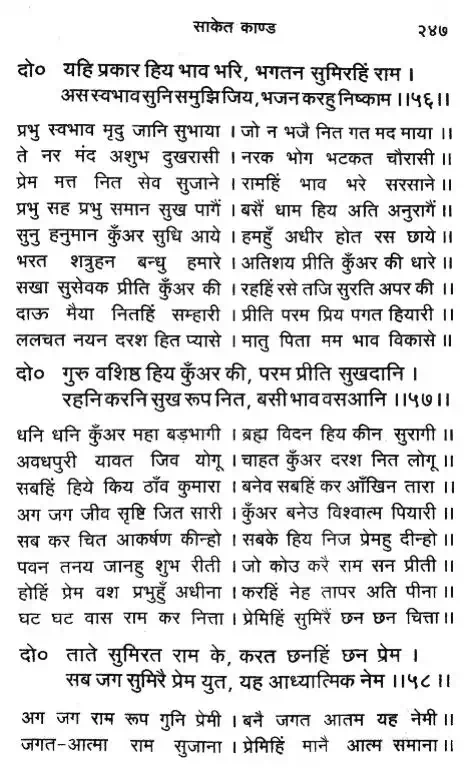 साकेत काण्ड २४७
दो० यहि प्रकार हिय भाव भरि, भगतन सुमिरहिं राम ।
अस स्वभाव सुनि समुझि जिय, भजन करहु निष्काम ।।५६।।
प्रभु स्वभाव मृदु जानि सुभाया । जो न भजै नित गत मद माया ।।
ते नर मंद अशुभ दुखरासी । नरक भोग भटकत चौरासी ।।
प्रेम मत्त नित सेव सुजाने । रामहिं भाव भरे सरसाने ।।
प्रभु सह प्रभु समान सुख पागैं । बसैं धाम हिय अति अनुरागैं ।।
सुनु हनुमान कुँअर सुधि आये । हमहुँ अधीर होत रस छाये ।।
भरत शत्रुहन बन्धु हमारे । अतिशय प्रीति कुँअर की धारे ।।
सखा सुसेवक प्रीति कुँअर की । रहहिं रसे तजि सुरति अपर की ।।
दाऊ मैया नितहिं सम्हारी । प्रीति परम प्रिय पगत हियारी ।।
ललचत नयन दरश हित प्यासे । मातु पिता मम भाव विकासे ।।
दो० गुरु वशिष्ठ हिय कुँअर की, परम प्रीति सुखदानि ।
रहनि करनि सुख रूप नित, बसी भाव वस आनि ।।५७।।
धनि धनि कुँअर महा बड़भागी । ब्रह्म विदन हिय कीन सुरागी ।।
अवधपुरी यावत जिव योगू । चाहत कुँअर दरश नित लोगू ।।
सबहिं हिये किय ठाँव कुमारा । बनेव सबहिं कर आँखिन तारा ।।
अग जग जीव सृष्टि जित सारी । कुँअर बनेउ विश्वात्म पियारी ।।
सब कर चित आकर्षण कीन्हो । सबके हिय निज प्रेमहु दीन्हो ।।
पवन तनय जानहु शुभ रीती । जो कोउ करै राम सन प्रीती ।।
होहिं प्रेम वश प्रभुहुँ अधीना । करहिं नेह तापर अति पीना ।।
घट घट वास राम कर नित्ता । प्रेमिहिं सुमिरैं छन छन चित्ता ।।
दो० ताते सुमिरत राम के, करत छनहिं छन प्रेम ।
सब जग सुमिरै प्रेम युत, यह आध्यात्मिक नेम ।।५८।।
अग जग राम रूप गुनि प्रेमी । बनै जगत आतम यह नेमी ।।
जगत-आत्मा राम सुजाना । प्रेमिहिं मानै आत्म समाना ।।